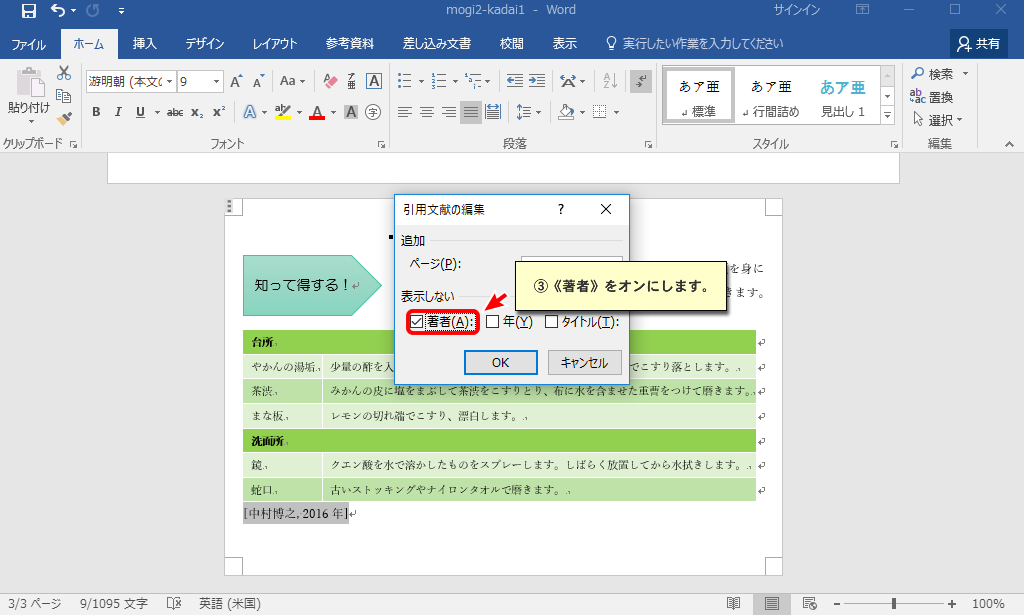 mogi2-kadai1 - Word
サインイン
ファイル ホーム 挿入 デザイン レイアウト 参考資料 差し込み文書 校閲 表示 実行したい作業を入力してください 共有
貼り付け
クリップボード
游明朝 (本文の 9 Aa
B I U abc x₂ x²
フォント
段落
あア亜 あア亜 あア亜
標準 行間詰め 見出し 1
スタイル
検索
置換
選択
編集
引用文献の編集
追加
ページ(P):
表示しない
著者(A): 年(Y) タイトル(T):
OK キャンセル
③《著者》をオンにします。
知って得する！
を身に
きます。
台所
やかんの湯垢 少量の酢を入 でこすり落とします。
茶渋 みかんの皮に塩をまぶして茶渋をこすりとり、布に水を含ませた重曹をつけて磨きます。
まな板 レモンの切れ端でこすり、漂白します。
洗面所
鏡 クエン酸を水で溶かしたものをスプレーします。しばらく放置してから水拭きします。
蛇口 古いストッキングやナイロンタオルで磨きます。
[中村博之, 2016 年]
3/3 ページ 9/1095 文字 英語 (米国) 100%